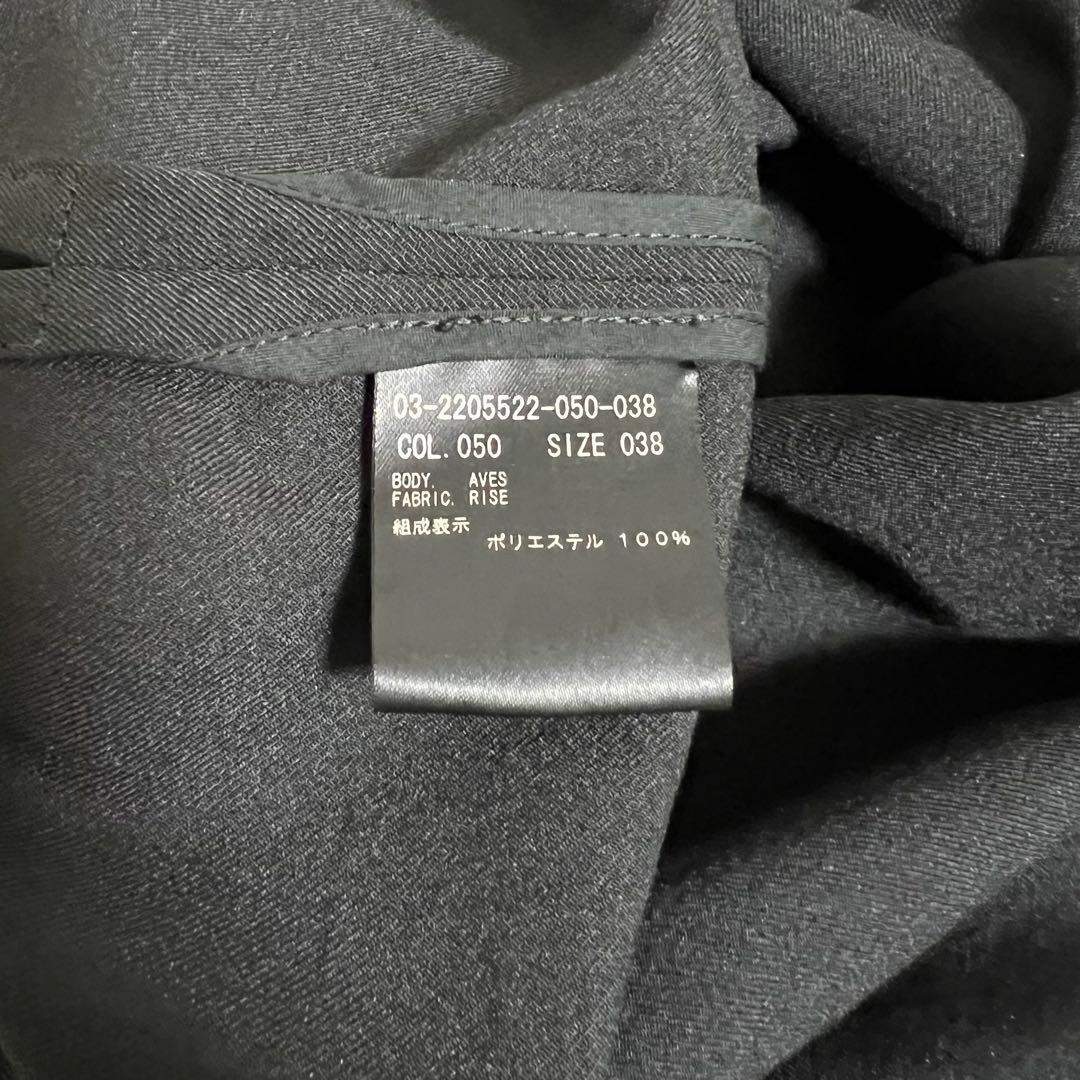 03-2205522-050-038
COL.050 SIZE 038
BODY. AVES
FABRIC. RISE
組成表示
ポリエステル 100%